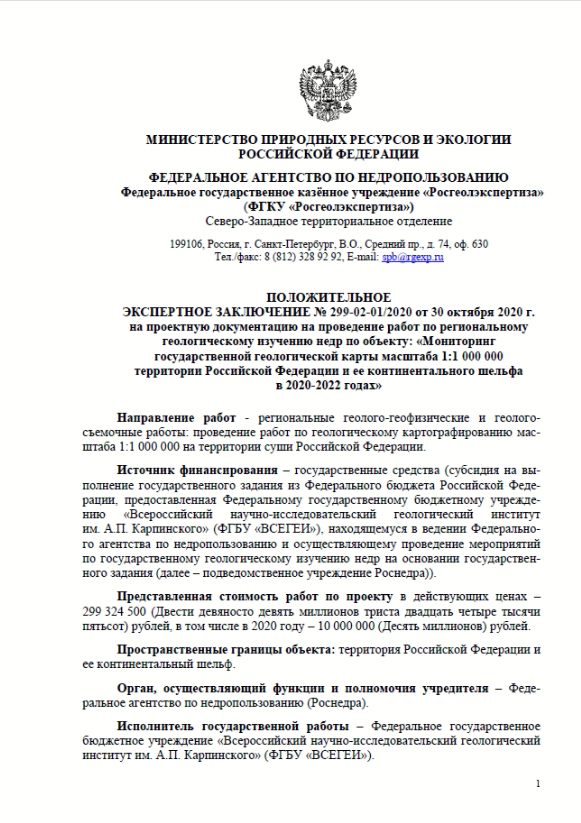 МИНИСТЕРСТВО ПРИРОДНЫХ РЕСУРСОВ И ЭКОЛОГИИ
РОССИЙСКОЙ ФЕДЕРАЦИИ
ФЕДЕРАЛЬНОЕ АГЕНТСТВО ПО НЕДРОПОЛЬЗОВАНИЮ
Федеральное государственное казённое учреждение «Росгеолэкспертиза»
(ФГКУ «Росгеолэкспертиза»)
Северо-Западное территориальное отделение
199106, Россия, г. Санкт-Петербург, В.О., Средний пр., д. 74, оф. 630
Тел./факс: 8 (812) 328 92 92, E-mail: spb@rgexp.ru
ПОЛОЖИТЕЛЬНОЕ
ЭКСПЕРТНОЕ ЗАКЛЮЧЕНИЕ № 299-02-01/2020 от 30 октября 2020 г.
на проектную документацию на проведение работ по региональному
геологическому изучению недр по объекту: «Мониторинг
государственной геологической карты масштаба 1:1 000 000
территории Российской Федерации и ее континентального шельфа
в 2020-2022 годах»
Направление работ - региональные геолого-геофизические и геолого-
съемочные работы: проведение работ по геологическому картографированию мас-
штаба 1:1 000 000 на территории суши Российской Федерации.
Источник финансирования – государственные средства (субсидия на вы-
полнение государственного задания из Федерального бюджета Российской Феде-
рации, предоставленная Федеральному государственному бюджетному учрежде-
нию «Всероссийский научно-исследовательский геологический институт
им. А.П. Карпинского» (ФГБУ «ВСЕГЕИ»), находящемуся в ведении Федерально-
го агентства по недропользованию и осуществляющему проведение мероприятий
по государственному геологическому изучению недр на основании государствен-
ного задания (далее – подведомственное учреждение Роснедра)).
Представленная стоимость работ по проекту в действующих ценах –
299 324 500 (Двести девяносто девять миллионов триста двадцать четыре тысячи
пятьсот) рублей, в том числе в 2020 году – 10 000 000 (Десять миллионов) рублей.
Пространственные границы объекта: территория Российской Федерации и
ее континентальный шельф.
Орган, осуществляющий функции и полномочия учредителя – Феде-
ральное агентство по недропользованию (Роснедра).
Исполнитель государственной работы – Федеральное государственное
бюджетное учреждение «Всероссийский научно-исследовательский геологический
институт им. А.П. Карпинского» (ФГБУ «ВСЕГЕИ»).
1